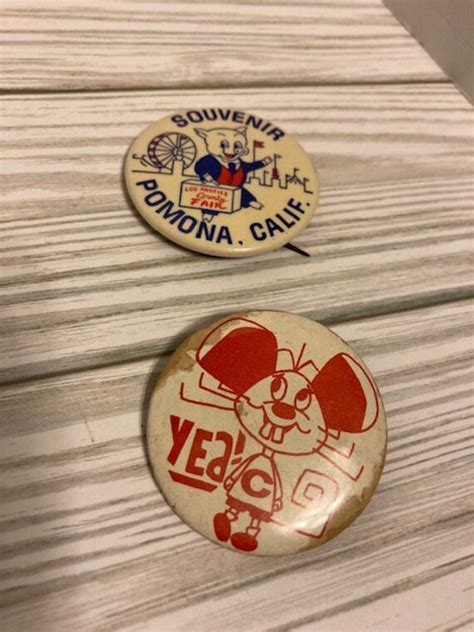 SOUVENIR
LOS ANGELES
County
FAIR
POMONA, CALIF.
YEA!
C